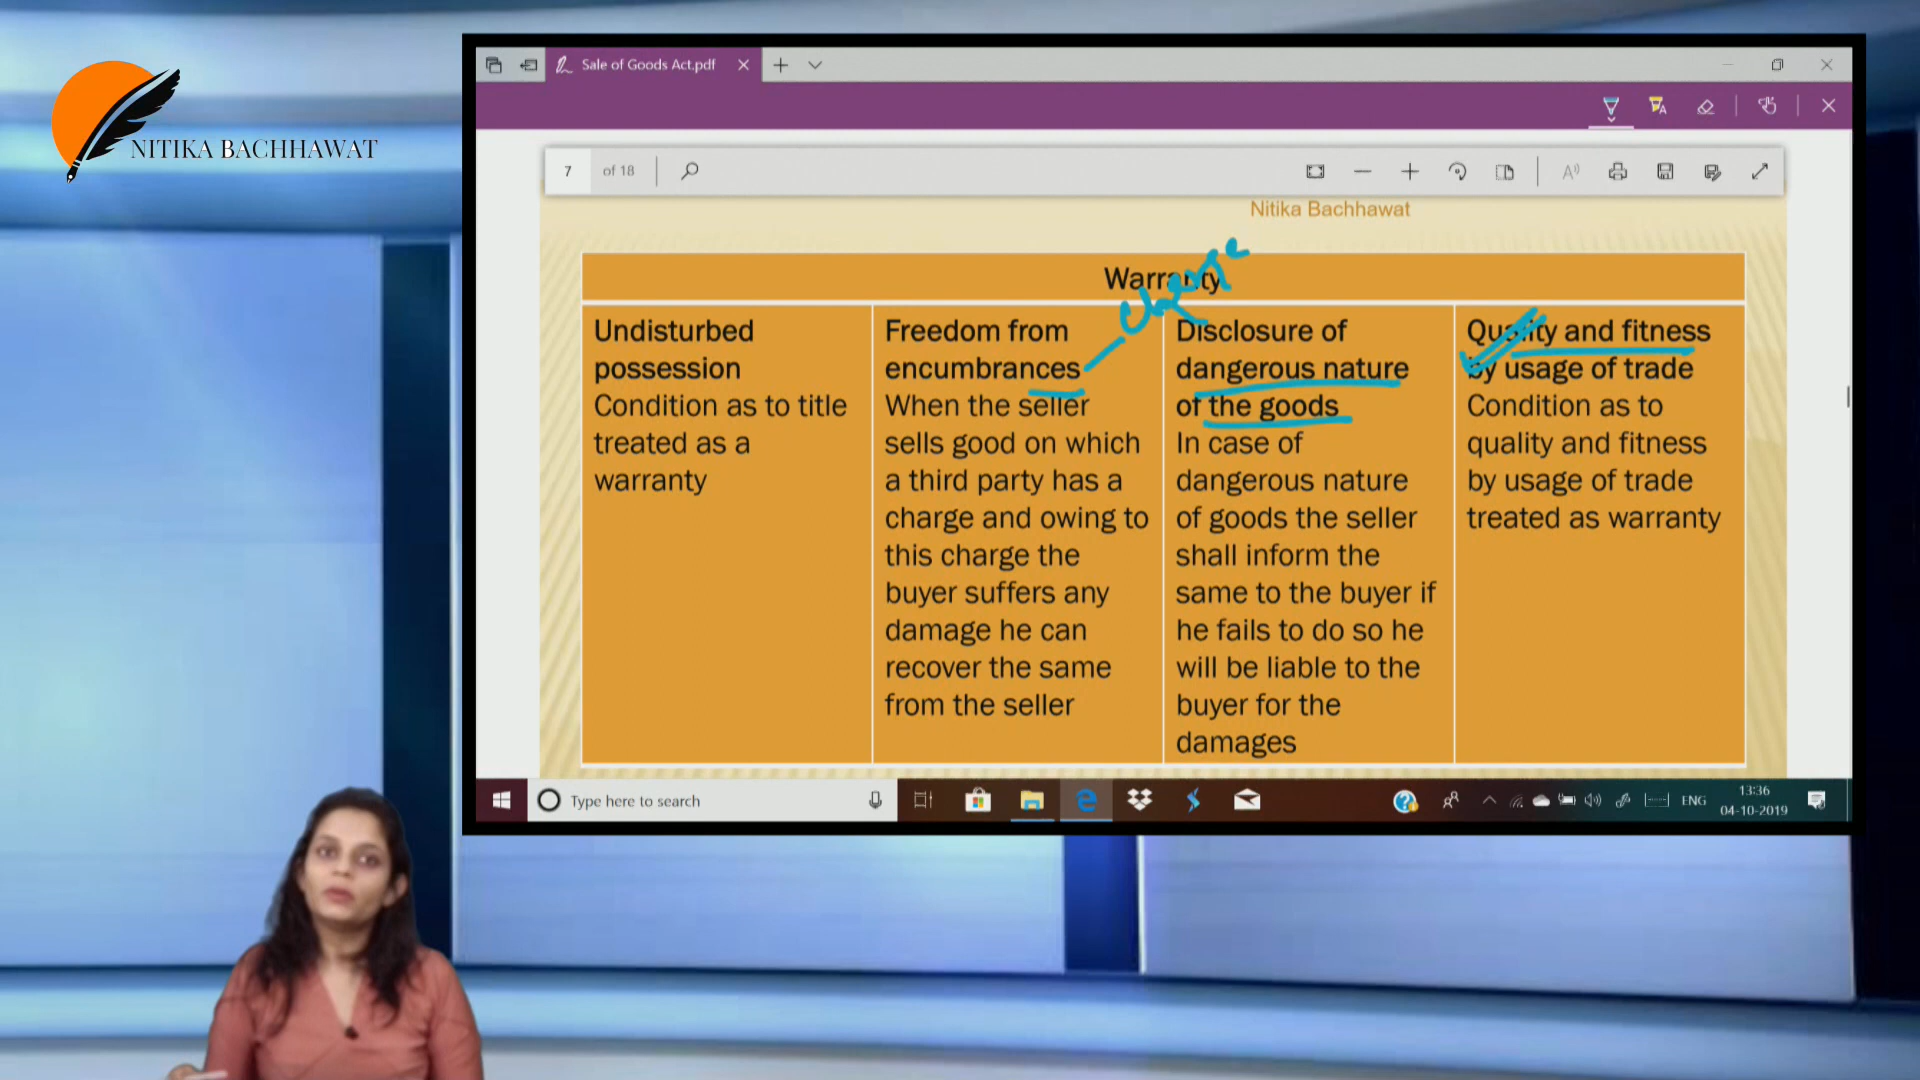 NITIKA BACHHAWAT
Sale of Goods Act.pdf
7 of 18
Nitika Bachhawat
Warranty
charge
Undisturbed
possession
Condition as to title
treated as a
warranty
Freedom from
encumbrances
When the seller
sells good on which
a third party has a
charge and owing to
this charge the
buyer suffers any
damage he can
recover the same
from the seller
Disclosure of
dangerous nature
of the goods
In case of
dangerous nature
of goods the seller
shall inform the
same to the buyer if
he fails to do so he
will be liable to the
buyer for the
damages
Quality and fitness
by usage of trade
Condition as to
quality and fitness
by usage of trade
treated as warranty
Type here to search
ENG
13:36
04-10-2019